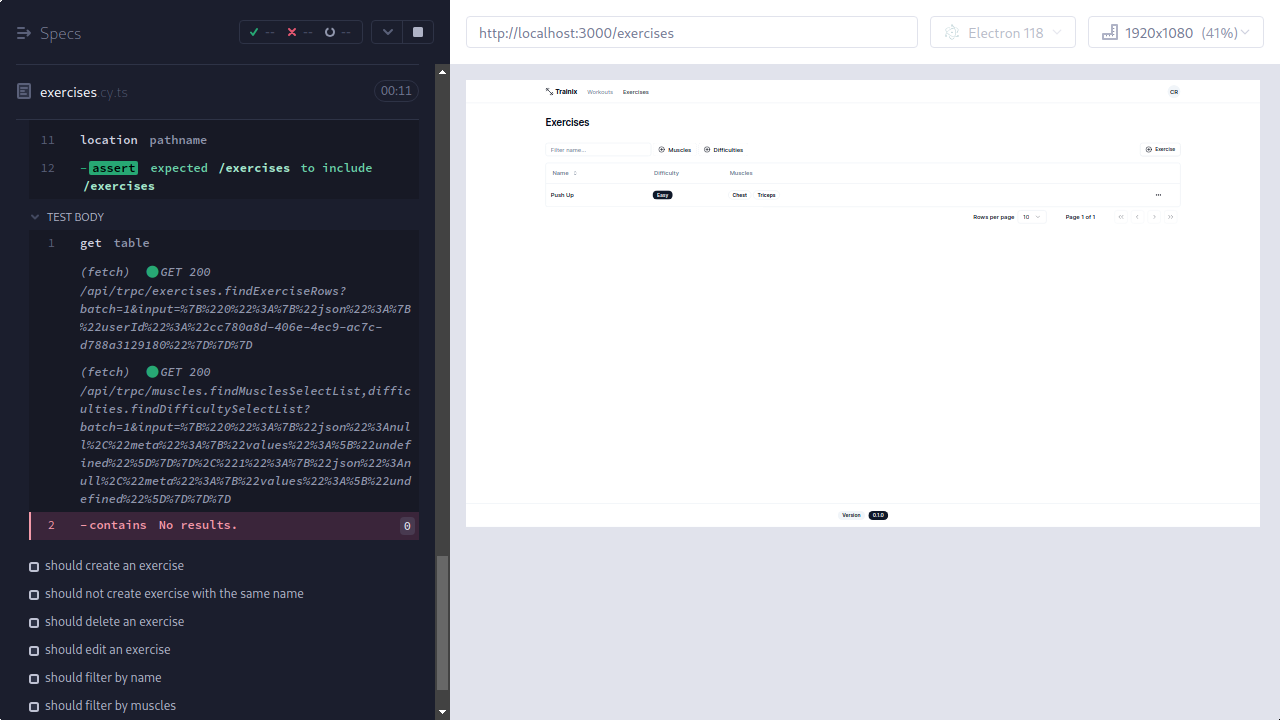 Specs
--
--
--
exercises.cy.ts
00:11
11 location pathname
12 -assert expected /exercises to include
/exercises
TEST BODY
1 get table
(fetch) GET 200
/api/trpc/exercises.findExerciseRows?
batch=1&input=%7B%220%22%3A%7B%22json%22%3A%7B
%22userId%22%3A%22cc780a8d-406e-4ec9-ac7c-
d788a3129180%22%7D%7D%7D
(fetch) GET 200
/api/trpc/muscles.findMusclesSelectList,diffic
ulties.findDifficultySelectList?
batch=1&input=%7B%220%22%3A%7B%22json%22%3Anul
l%2C%22meta%22%3A%7B%22values%22%3A%5B%22undef
ined%22%5D%7D%7D%2C%221%22%3A%7B%22json%22%3An
ull%2C%22meta%22%3A%7B%22values%22%3A%5B%22und
efined%22%5D%7D%7D%7D
2 -contains No results. 0
should create an exercise
should not create exercise with the same name
should delete an exercise
should edit an exercise
should filter by name
should filter by muscles
http://localhost:3000/exercises
Electron 118
1920x1080 (41%)
Trainix Workouts Exercises CR
Exercises
Filter name... Muscles Difficulties Exercise
Name Difficulty Muscles
Push Up Easy Chest Triceps ...
Rows per page 10 Page 1 of 1
Version 0.1.0